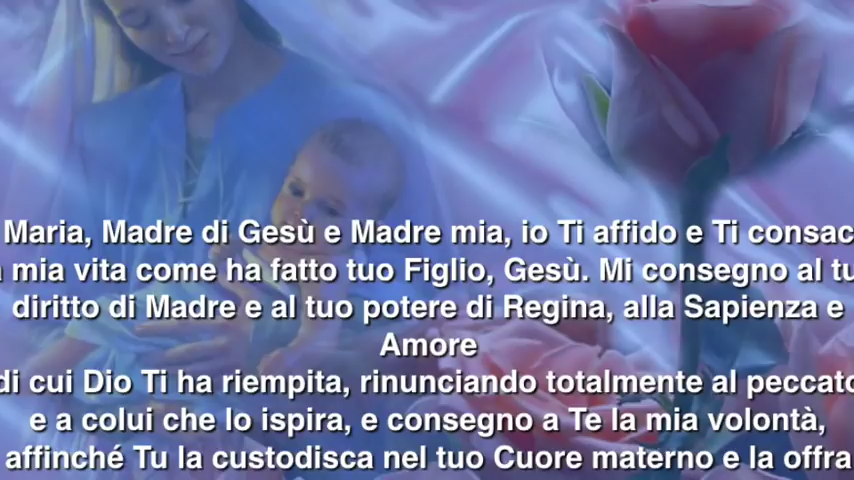 Maria, Madre di Gesù e Madre mia, io Ti affido e Ti consac
a mia vita come ha fatto tuo Figlio, Gesù. Mi consegno al tu
diritto di Madre e al tuo potere di Regina, alla Sapienza e
Amore
di cui Dio Ti ha riempita, rinunciando totalmente al peccato
e a colui che lo ispira, e consegno a Te la mia volontà,
affinché Tu la custodisca nel tuo Cuore materno e la offra